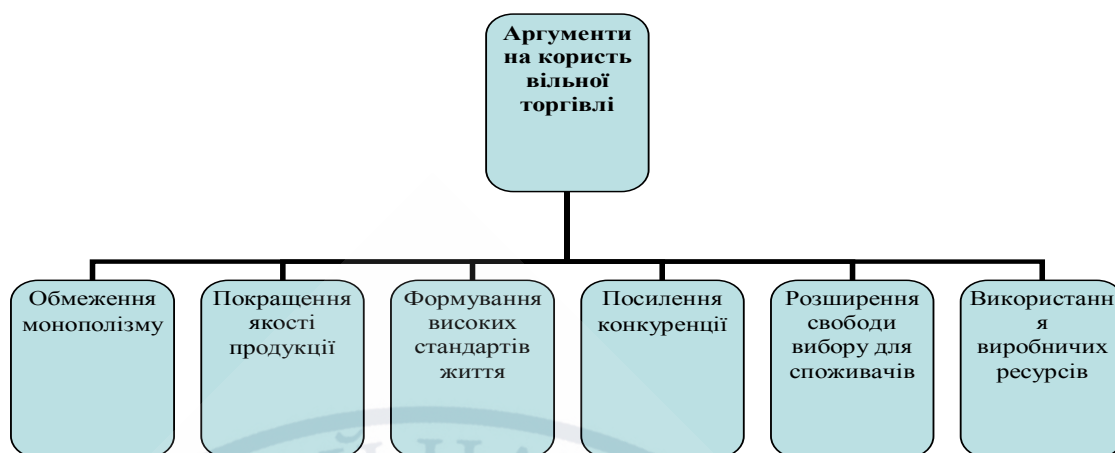 Аргументи
на користь
вільної
торгівлі
Обмеження
монополізму
Покращення
якості
продукції
Формування
високих
стандартів
життя
Посилення
конкуренції
Розширення
свободи
вибору для
споживачів
Використанн
я
виробничих
ресурсів